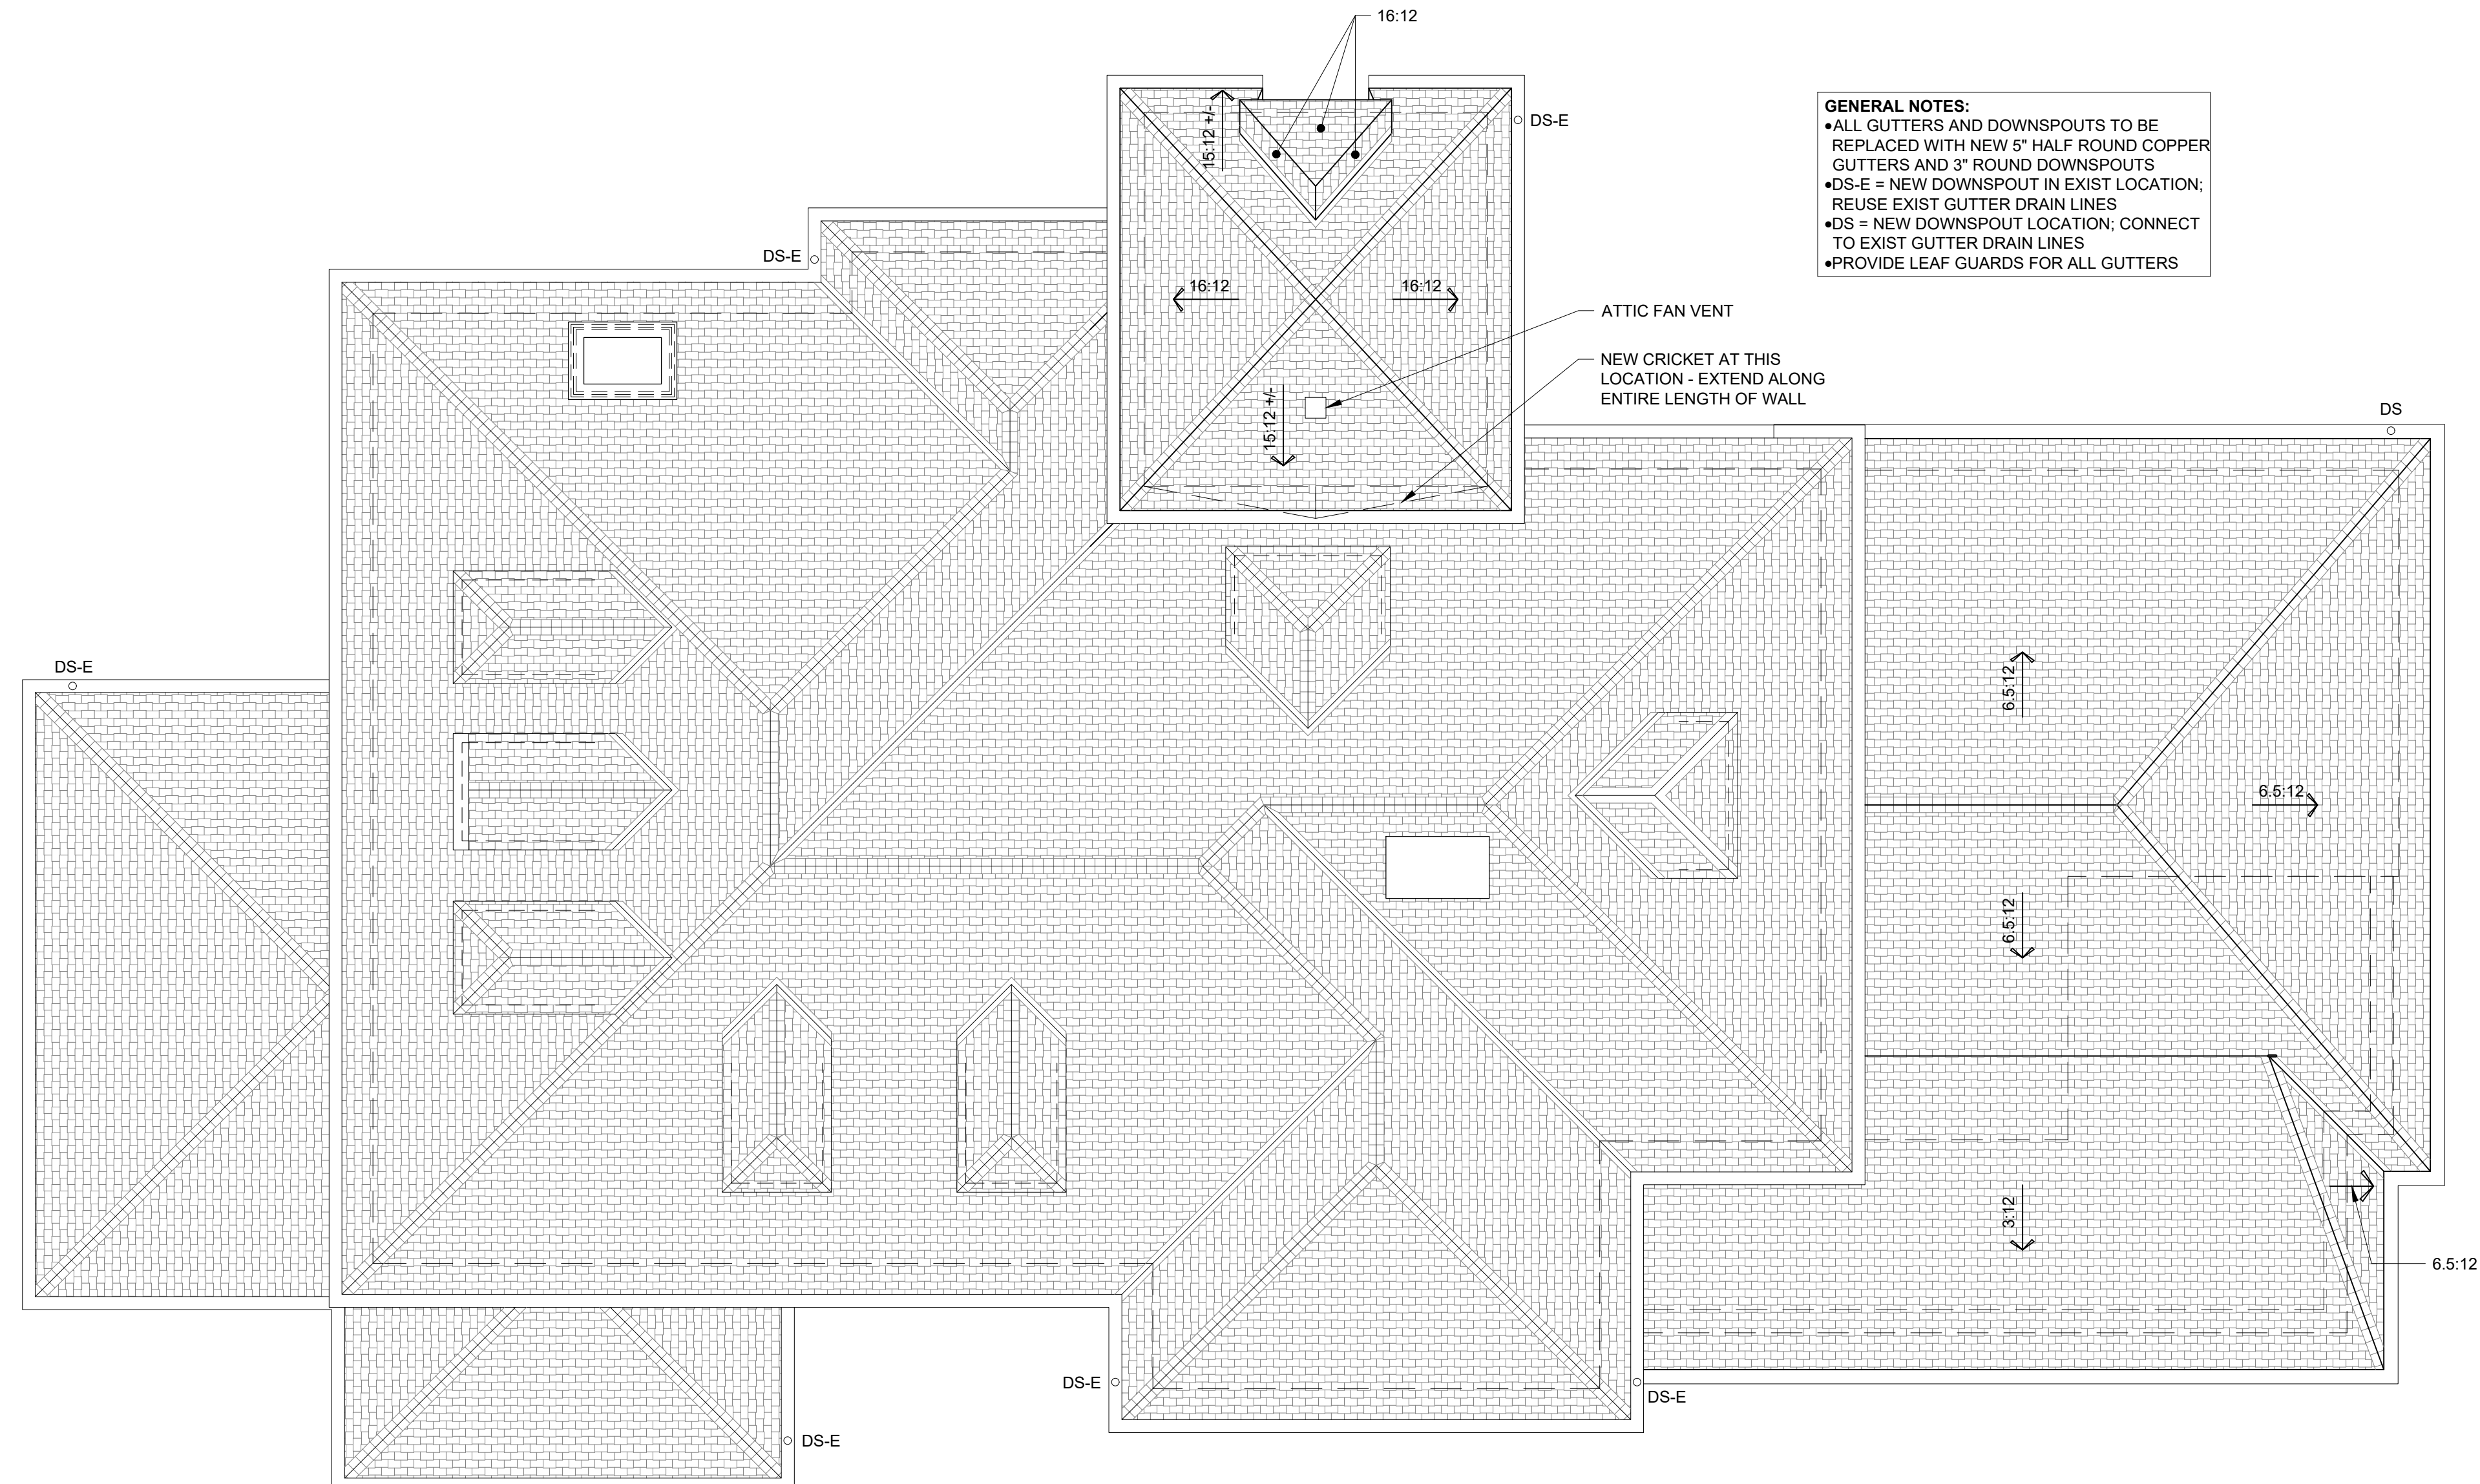 16:12
GENERAL NOTES:
•ALL GUTTERS AND DOWNSPOUTS TO BE
REPLACED WITH NEW 5" HALF ROUND COPPER
GUTTERS AND 3" ROUND DOWNSPOUTS
•DS-E = NEW DOWNSPOUT IN EXIST LOCATION;
REUSE EXIST GUTTER DRAIN LINES
•DS = NEW DOWNSPOUT LOCATION; CONNECT
TO EXIST GUTTER DRAIN LINES
•PROVIDE LEAF GUARDS FOR ALL GUTTERS
15:12 +/-
DS-E
DS-E
16:12
16:12
ATTIC FAN VENT
NEW CRICKET AT THIS
LOCATION - EXTEND ALONG
ENTIRE LENGTH OF WALL
15:12 +/-
DS
DS-E
6.5:12
6.5:12
6.5:12
3:12
6.5:12
DS-E
DS-E
DS-E